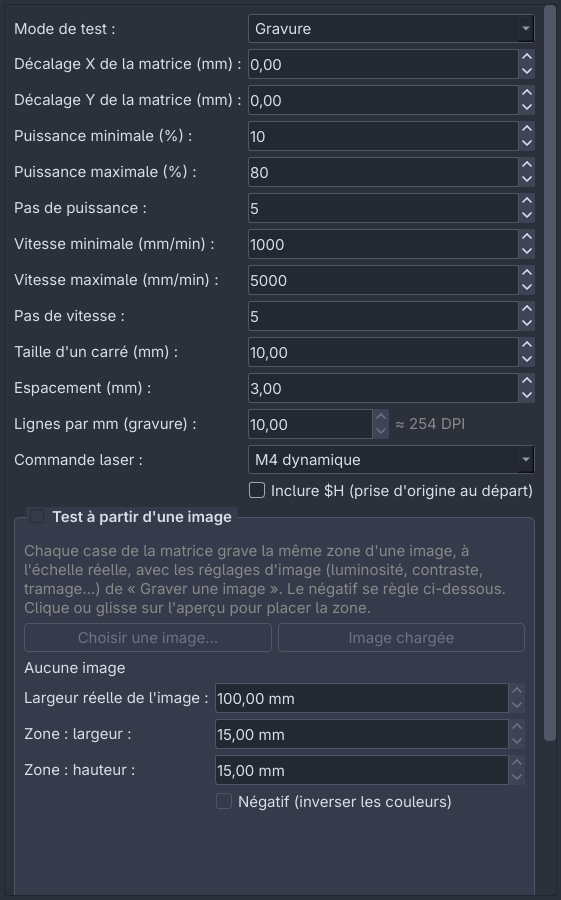 Mode de test : Gravure
Décalage X de la matrice (mm) : 0,00
Décalage Y de la matrice (mm) : 0,00
Puissance minimale (%) : 10
Puissance maximale (%) : 80
Pas de puissance : 5
Vitesse minimale (mm/min) : 1000
Vitesse maximale (mm/min) : 5000
Pas de vitesse : 5
Taille d'un carré (mm) : 10,00
Espacement (mm) : 3,00
Lignes par mm (gravure) : 10,00 ≈ 254 DPI
Commande laser : M4 dynamique
Inclure $H (prise d'origine au départ)
Test à partir d'une image
Chaque case de la matrice grave la même zone d'une image, à
l'échelle réelle, avec les réglages d'image (luminosité, contraste,
tramage...) de « Graver une image ». Le négatif se règle ci-dessous.
Clique ou glisse sur l'aperçu pour placer la zone.
Choisir une image... Image chargée
Aucune image
Largeur réelle de l'image : 100,00 mm
Zone : largeur : 15,00 mm
Zone : hauteur : 15,00 mm
Négatif (inverser les couleurs)